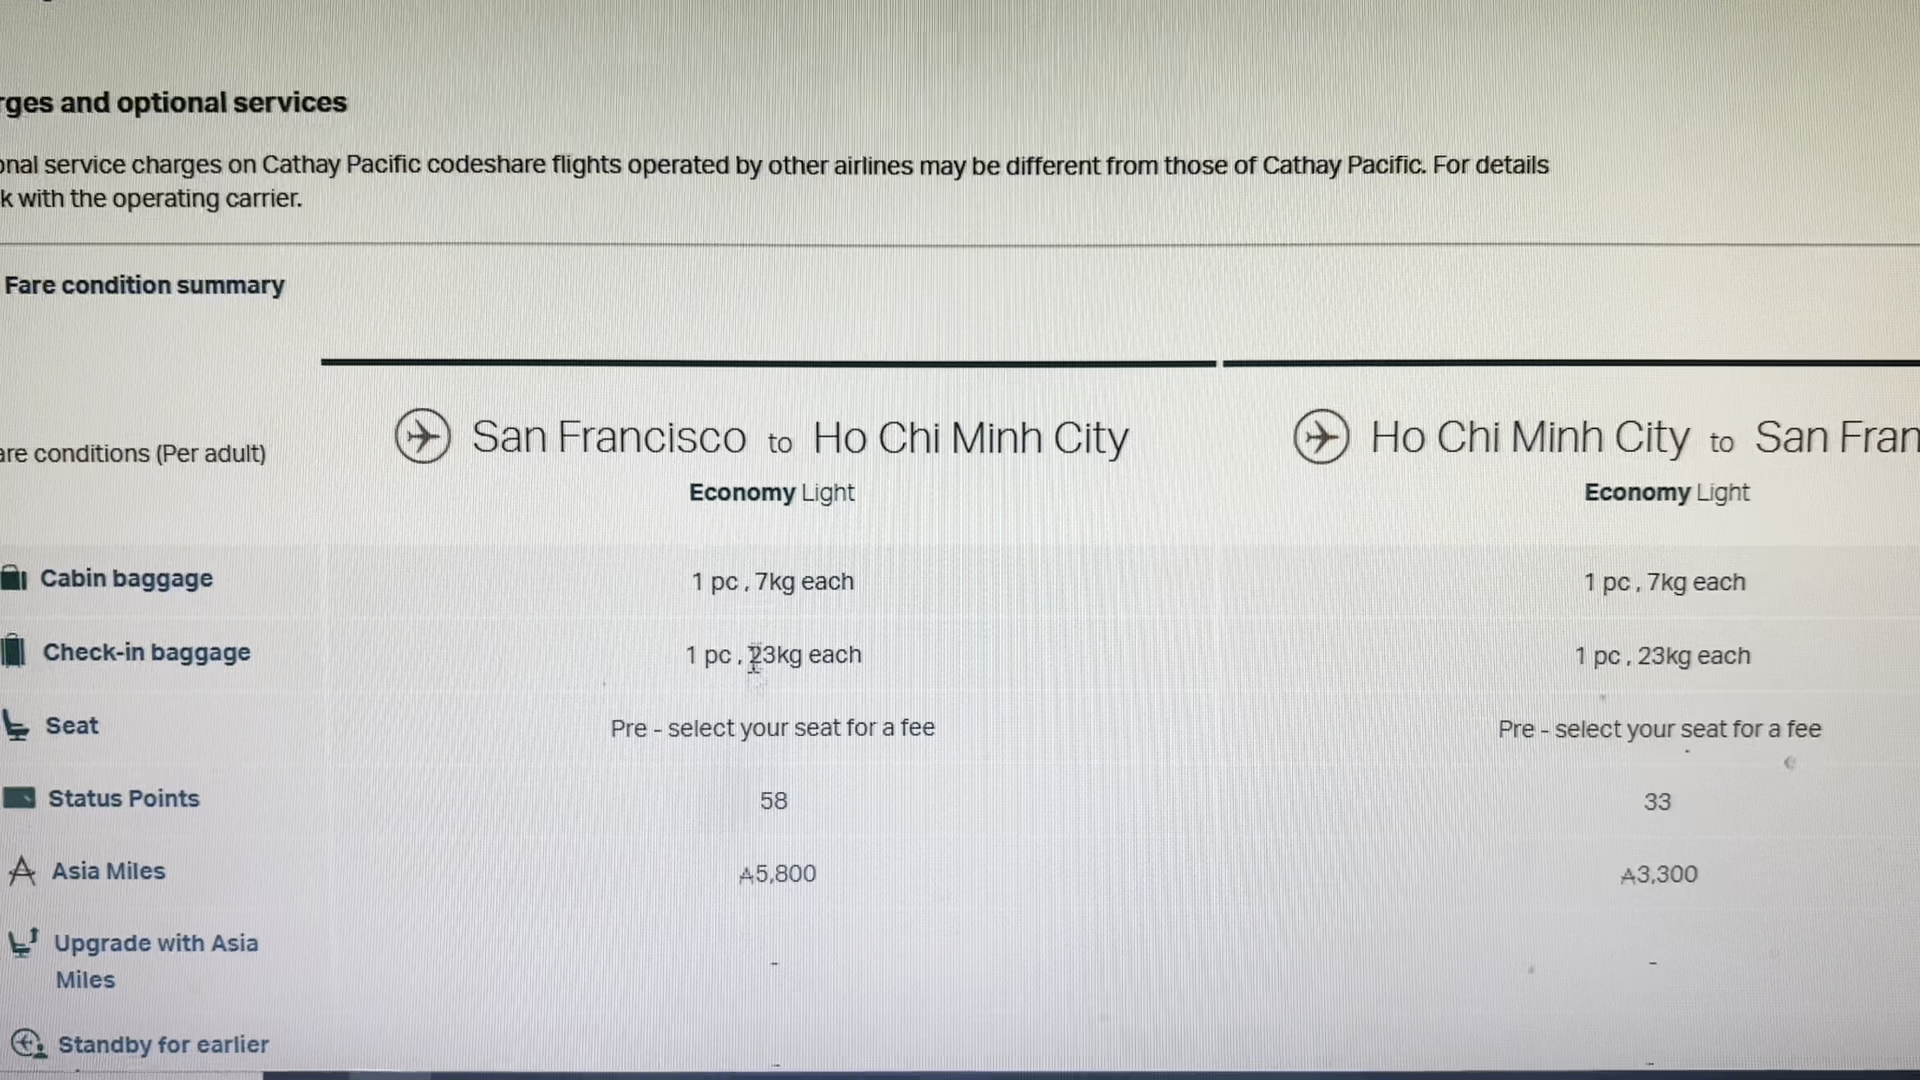 rges and optional services
onal service charges on Cathay Pacific codeshare flights operated by other airlines may be different from those of Cathay Pacific. For details
k with the operating carrier.
Fare condition summary
are conditions (Per adult)
San Francisco to Ho Chi Minh City
Economy Light
Ho Chi Minh City to San Fran
Economy Light
Cabin baggage 1 pc , 7kg each 1 pc , 7kg each
Check-in baggage 1 pc , 23kg each 1 pc , 23kg each
Seat Pre - select your seat for a fee Pre - select your seat for a fee
Status Points 58 33
Asia Miles A5,800 A3,300
Upgrade with Asia - -
Miles
Standby for earlier - -